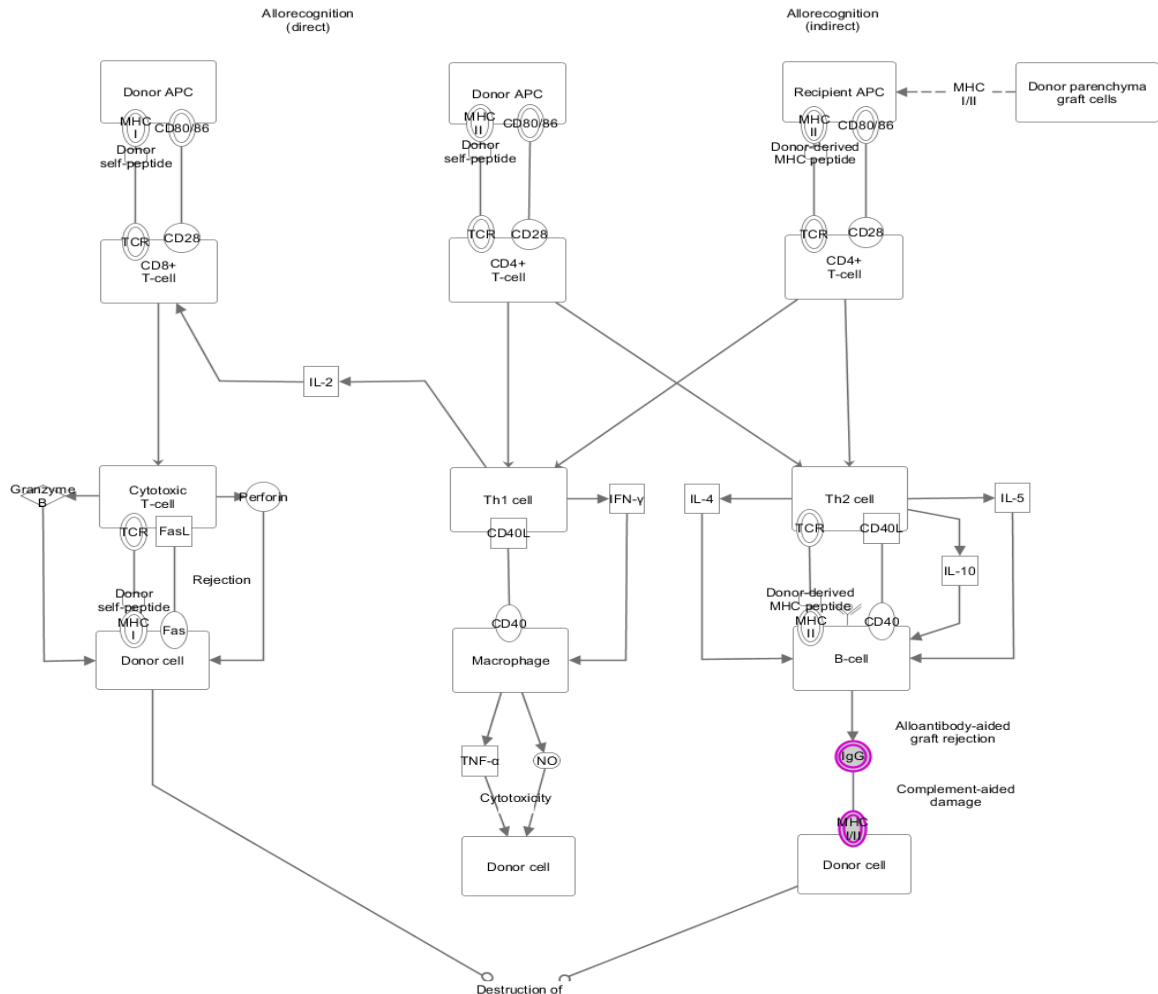 Allorecognition
(direct)
Allorecognition
(indirect)
Donor APC
MHC
I
CD80/86
Donor
self-peptide
TCR
CD28
CD8+
T-cell
Donor APC
MHC
II
CD80/86
Donor
self-peptide
TCR
CD28
CD4+
T-cell
Recipient APC
MHC
II
CD80/86
Donor-derived
MHC peptide
TCR
CD28
CD4+
T-cell
MHC
I/II
Donor parenchyma
graft cells
IL-2
Granzyme
B
Cytotoxic
T-cell
Perforin
TCR
FasL
Rejection
Donor
self-peptide
MHC
I
Fas
Donor cell
Th1 cell
IFN-γ
CD40L
CD40
Macrophage
TNF-α
NO
Cytotoxicity
Donor cell
IL-4
Th2 cell
IL-5
TCR
CD40L
IL-10
Donor-derived
MHC peptide
MHC
II
CD40
B-cell
Alloantibody-aided
graft rejection
IgG
Complement-aided
damage
MHC
I/II
Donor cell
Destruction of